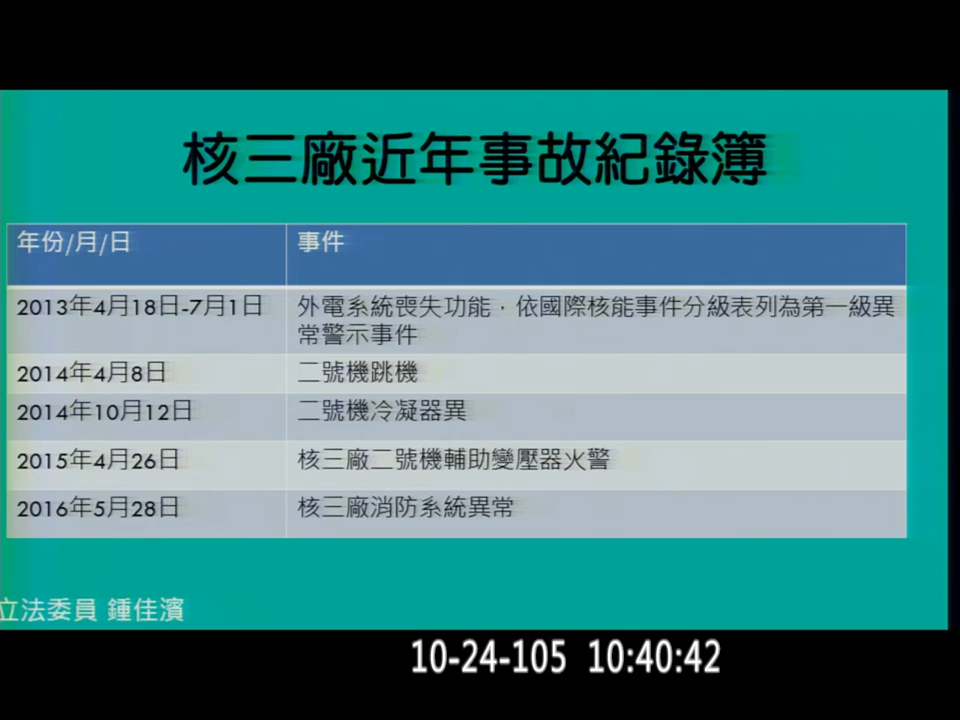 核三廠近年事故紀錄簿
年份/月/日 事件
2013年4月18日-7月1日 外電系統喪失功能，依國際核能事件分級表列為第一級異
常警示事件
2014年4月8日 二號機跳機
2014年10月12日 二號機冷凝器異
2015年4月26日 核三廠二號機輔助變壓器火警
2016年5月28日 核三廠消防系統異常
立法委員 鍾佳濱
10-24-105 10:40:42